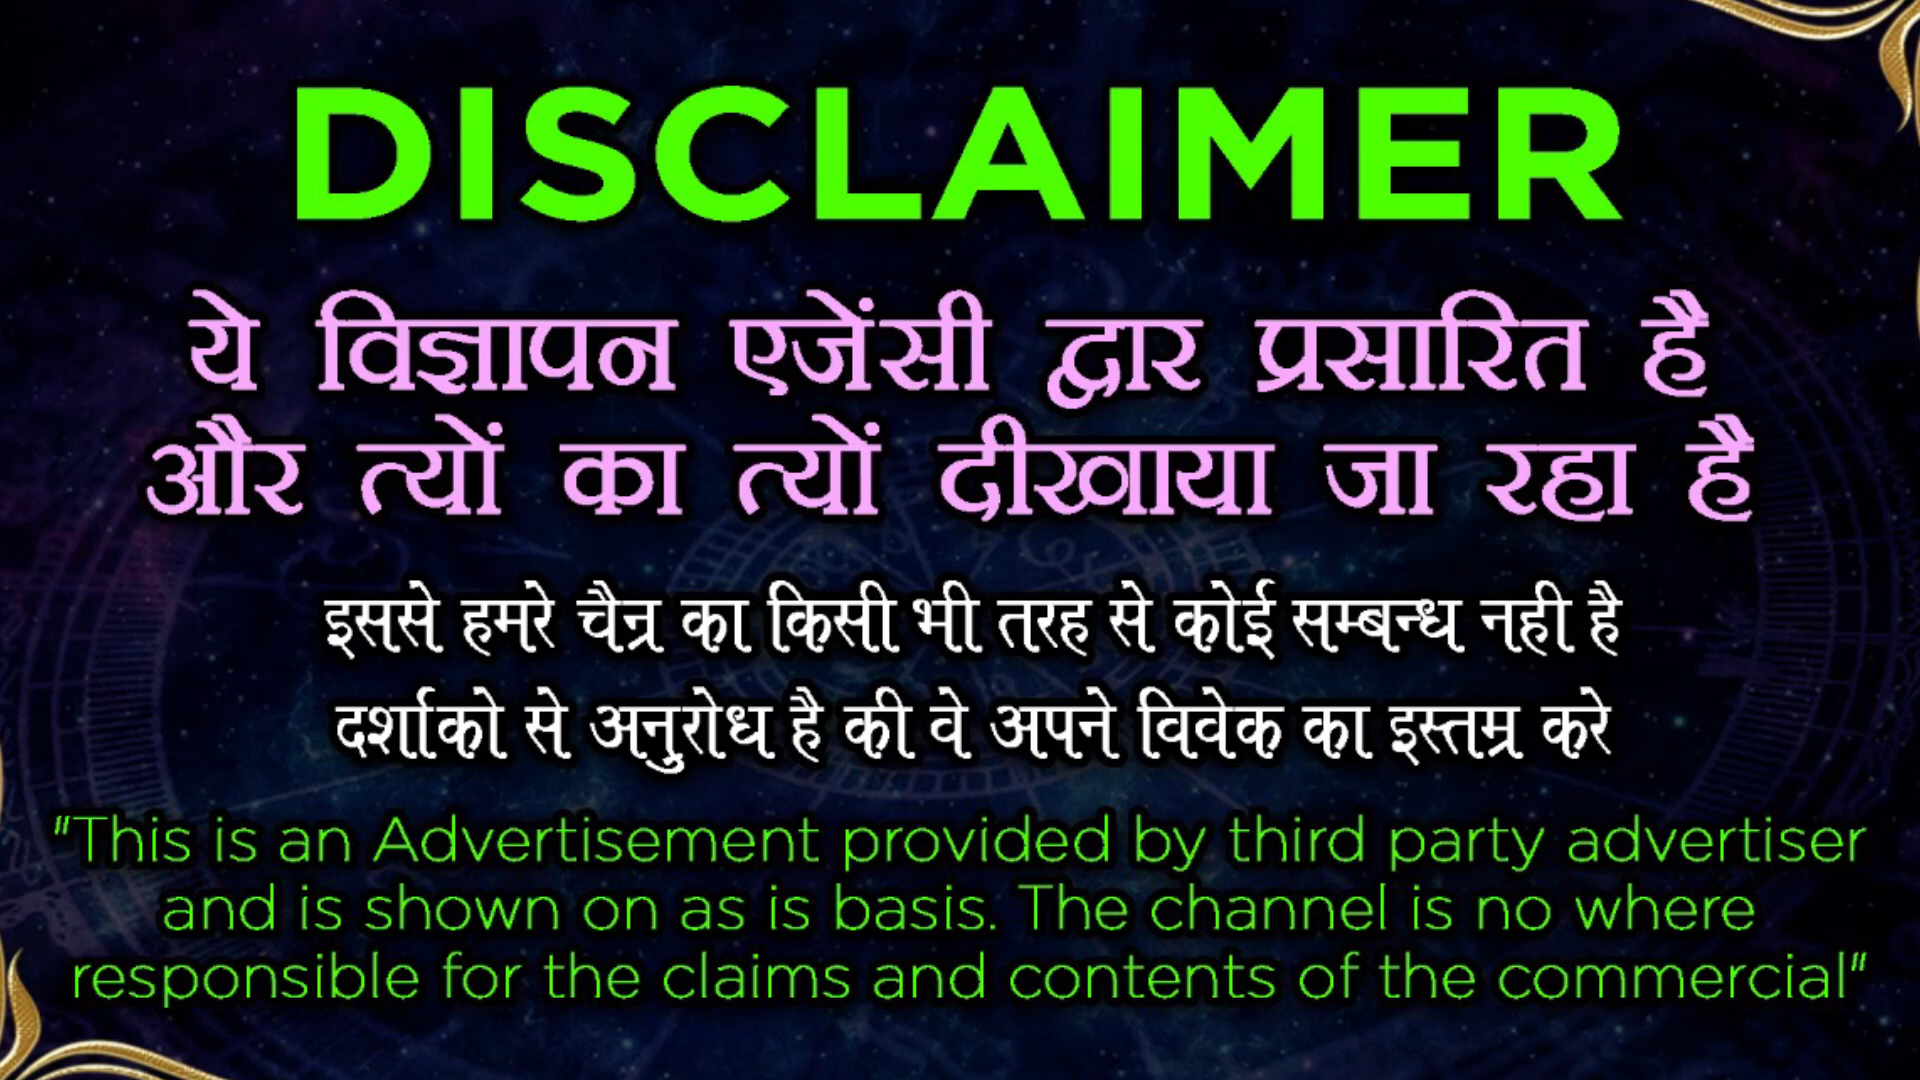 DISCLAIMER
ये विज्ञापन एजेंसी द्वार प्रसारित है
और त्यों का त्यों दीखाया जा रहा है
इससे हमरे चैन्र का किसी भी तरह से कोई सम्बन्ध नही है
दर्शाको से अनुरोध है की वे अपने विवेक का इस्तम्र करे
"This is an Advertisement provided by third party advertiser
and is shown on as is basis. The channel is no where
responsible for the claims and contents of the commercial"